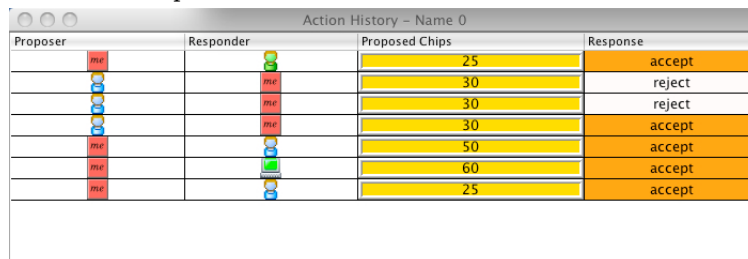 Action History – Name 0
Proposer Responder Proposed Chips Response
me 25 accept
me 30 reject
me 30 reject
me 30 accept
me 50 accept
me 60 accept
me 25 accept